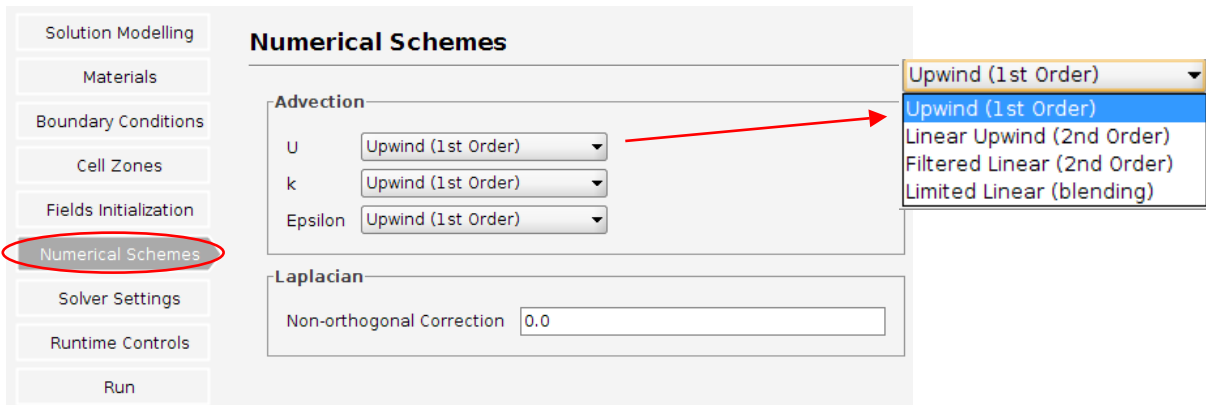 Solution Modelling
Materials
Boundary Conditions
Cell Zones
Fields Initialization
Numerical Schemes
Solver Settings
Runtime Controls
Run
Numerical Schemes
Advection
U Upwind (1st Order)
k Upwind (1st Order)
Epsilon Upwind (1st Order)
Laplacian
Non-orthogonal Correction 0.0
Upwind (1st Order)
Upwind (1st Order)
Linear Upwind (2nd Order)
Filtered Linear (2nd Order)
Limited Linear (blending)